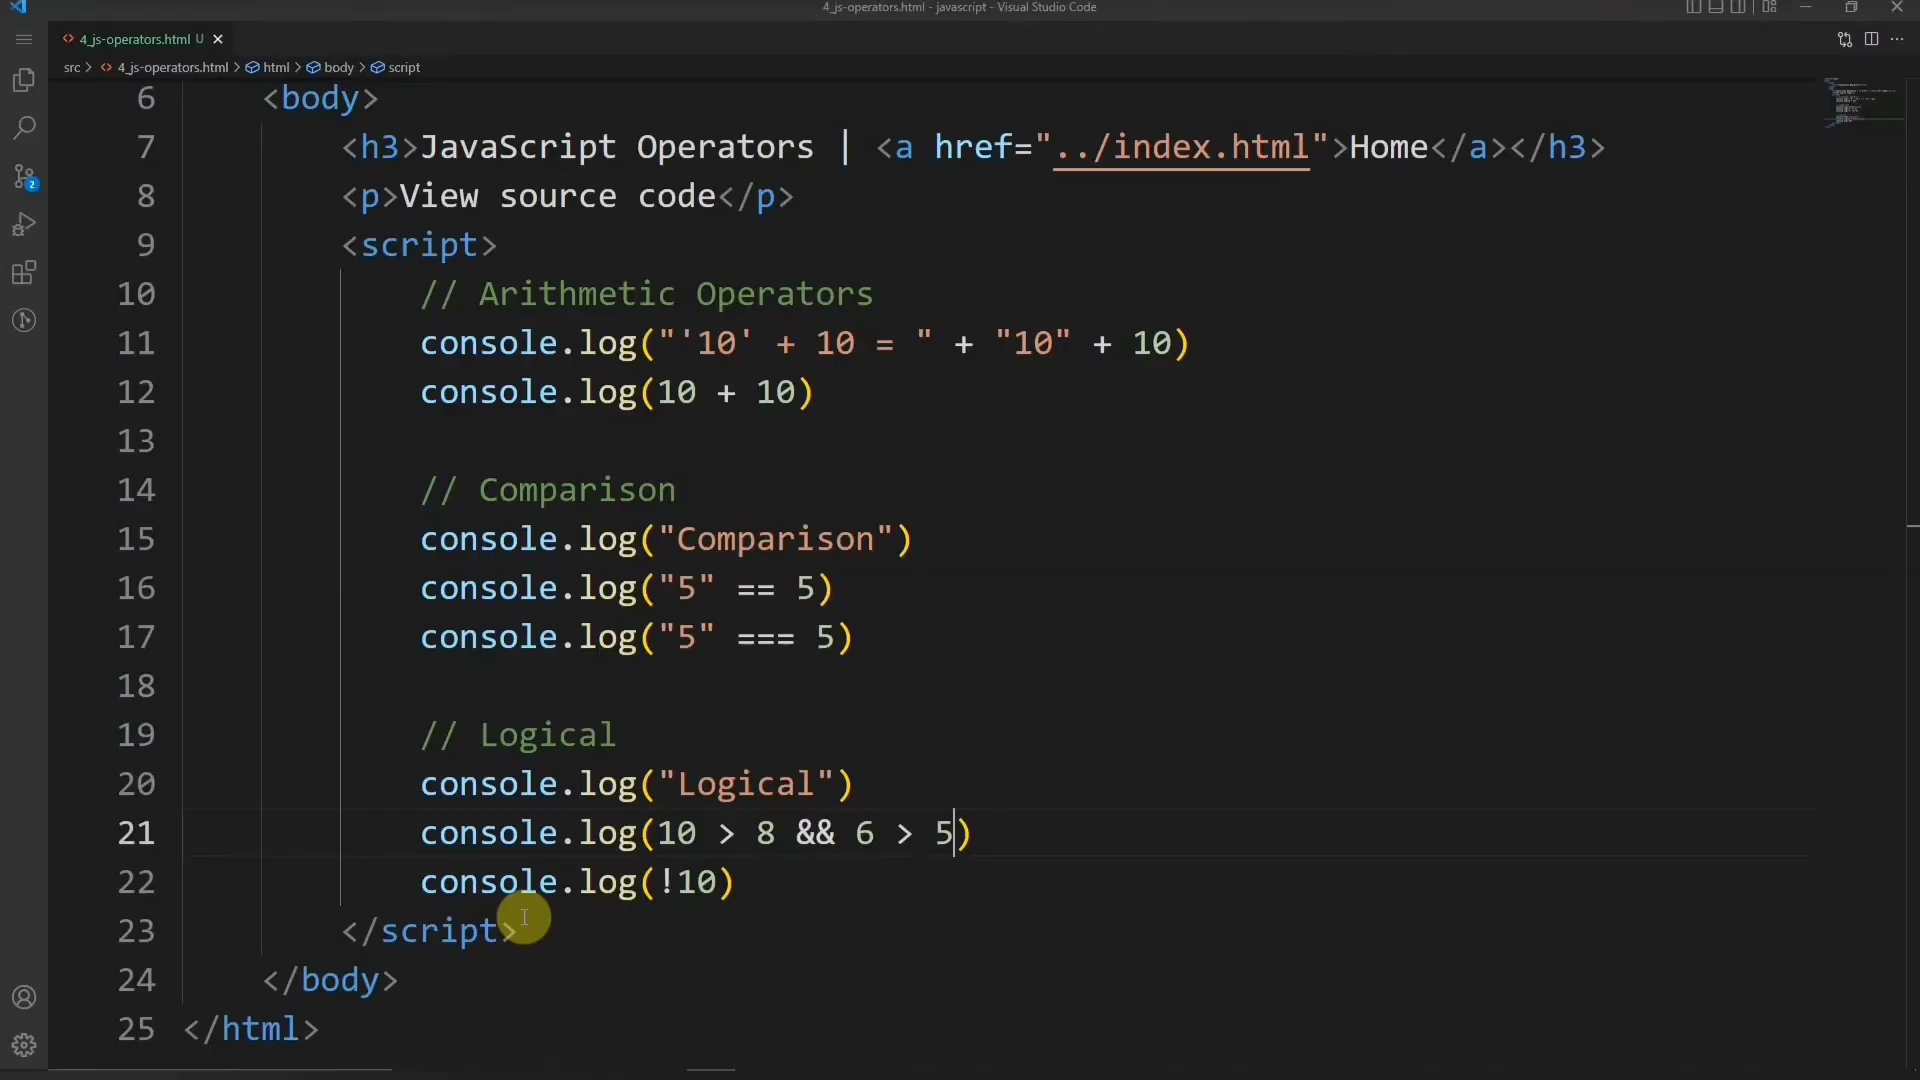 4_js-operators.html - javascript - Visual Studio Code
4_js-operators.html U
src > 4_js-operators.html > html > body > script
6 <body>
7 <h3>JavaScript Operators | <a href="../index.html">Home</a></h3>
8 <p>View source code</p>
9 <script>
10 // Arithmetic Operators
11 console.log("'10' + 10 = " + "10" + 10)
12 console.log(10 + 10)
13
14 // Comparison
15 console.log("Comparison")
16 console.log("5" == 5)
17 console.log("5" === 5)
18
19 // Logical
20 console.log("Logical")
21 console.log(10 > 8 && 6 > 5)
22 console.log(!10)
23 </script>
24 </body>
25 </html>
2